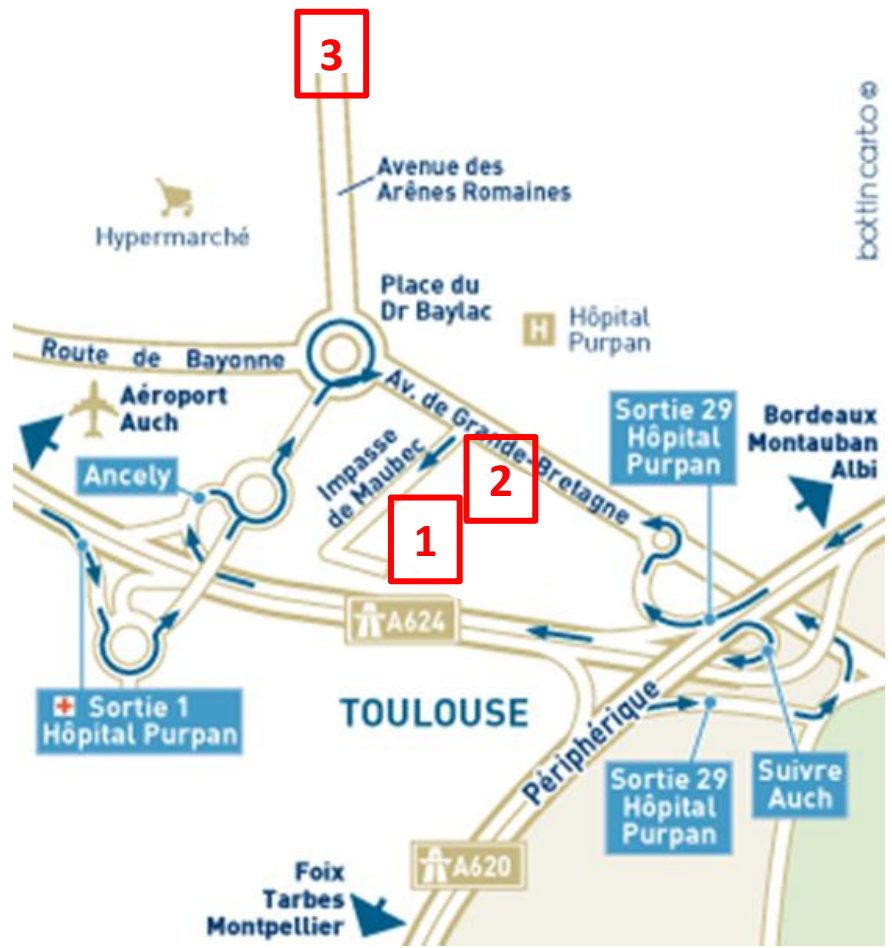 3
bottincarto
Avenue des
Arênes Romaines
Hypermarché
Place du
Dr Baylac
H
Hôpital
Purpan
Route de Bayonne
Aéroport
Auch
Av. de Grande-Bretagne
Sortie 29
Hôpital
Purpan
Bordeaux
Montauban
Albi
Ancely
Impasse
de Maubec
2
1
A624
Sortie 1
Hôpital Purpan
TOULOUSE
Périphérique
Sortie 29
Hôpital
Purpan
Suivre
Auch
A620
Foix
Tarbes
Montpellier